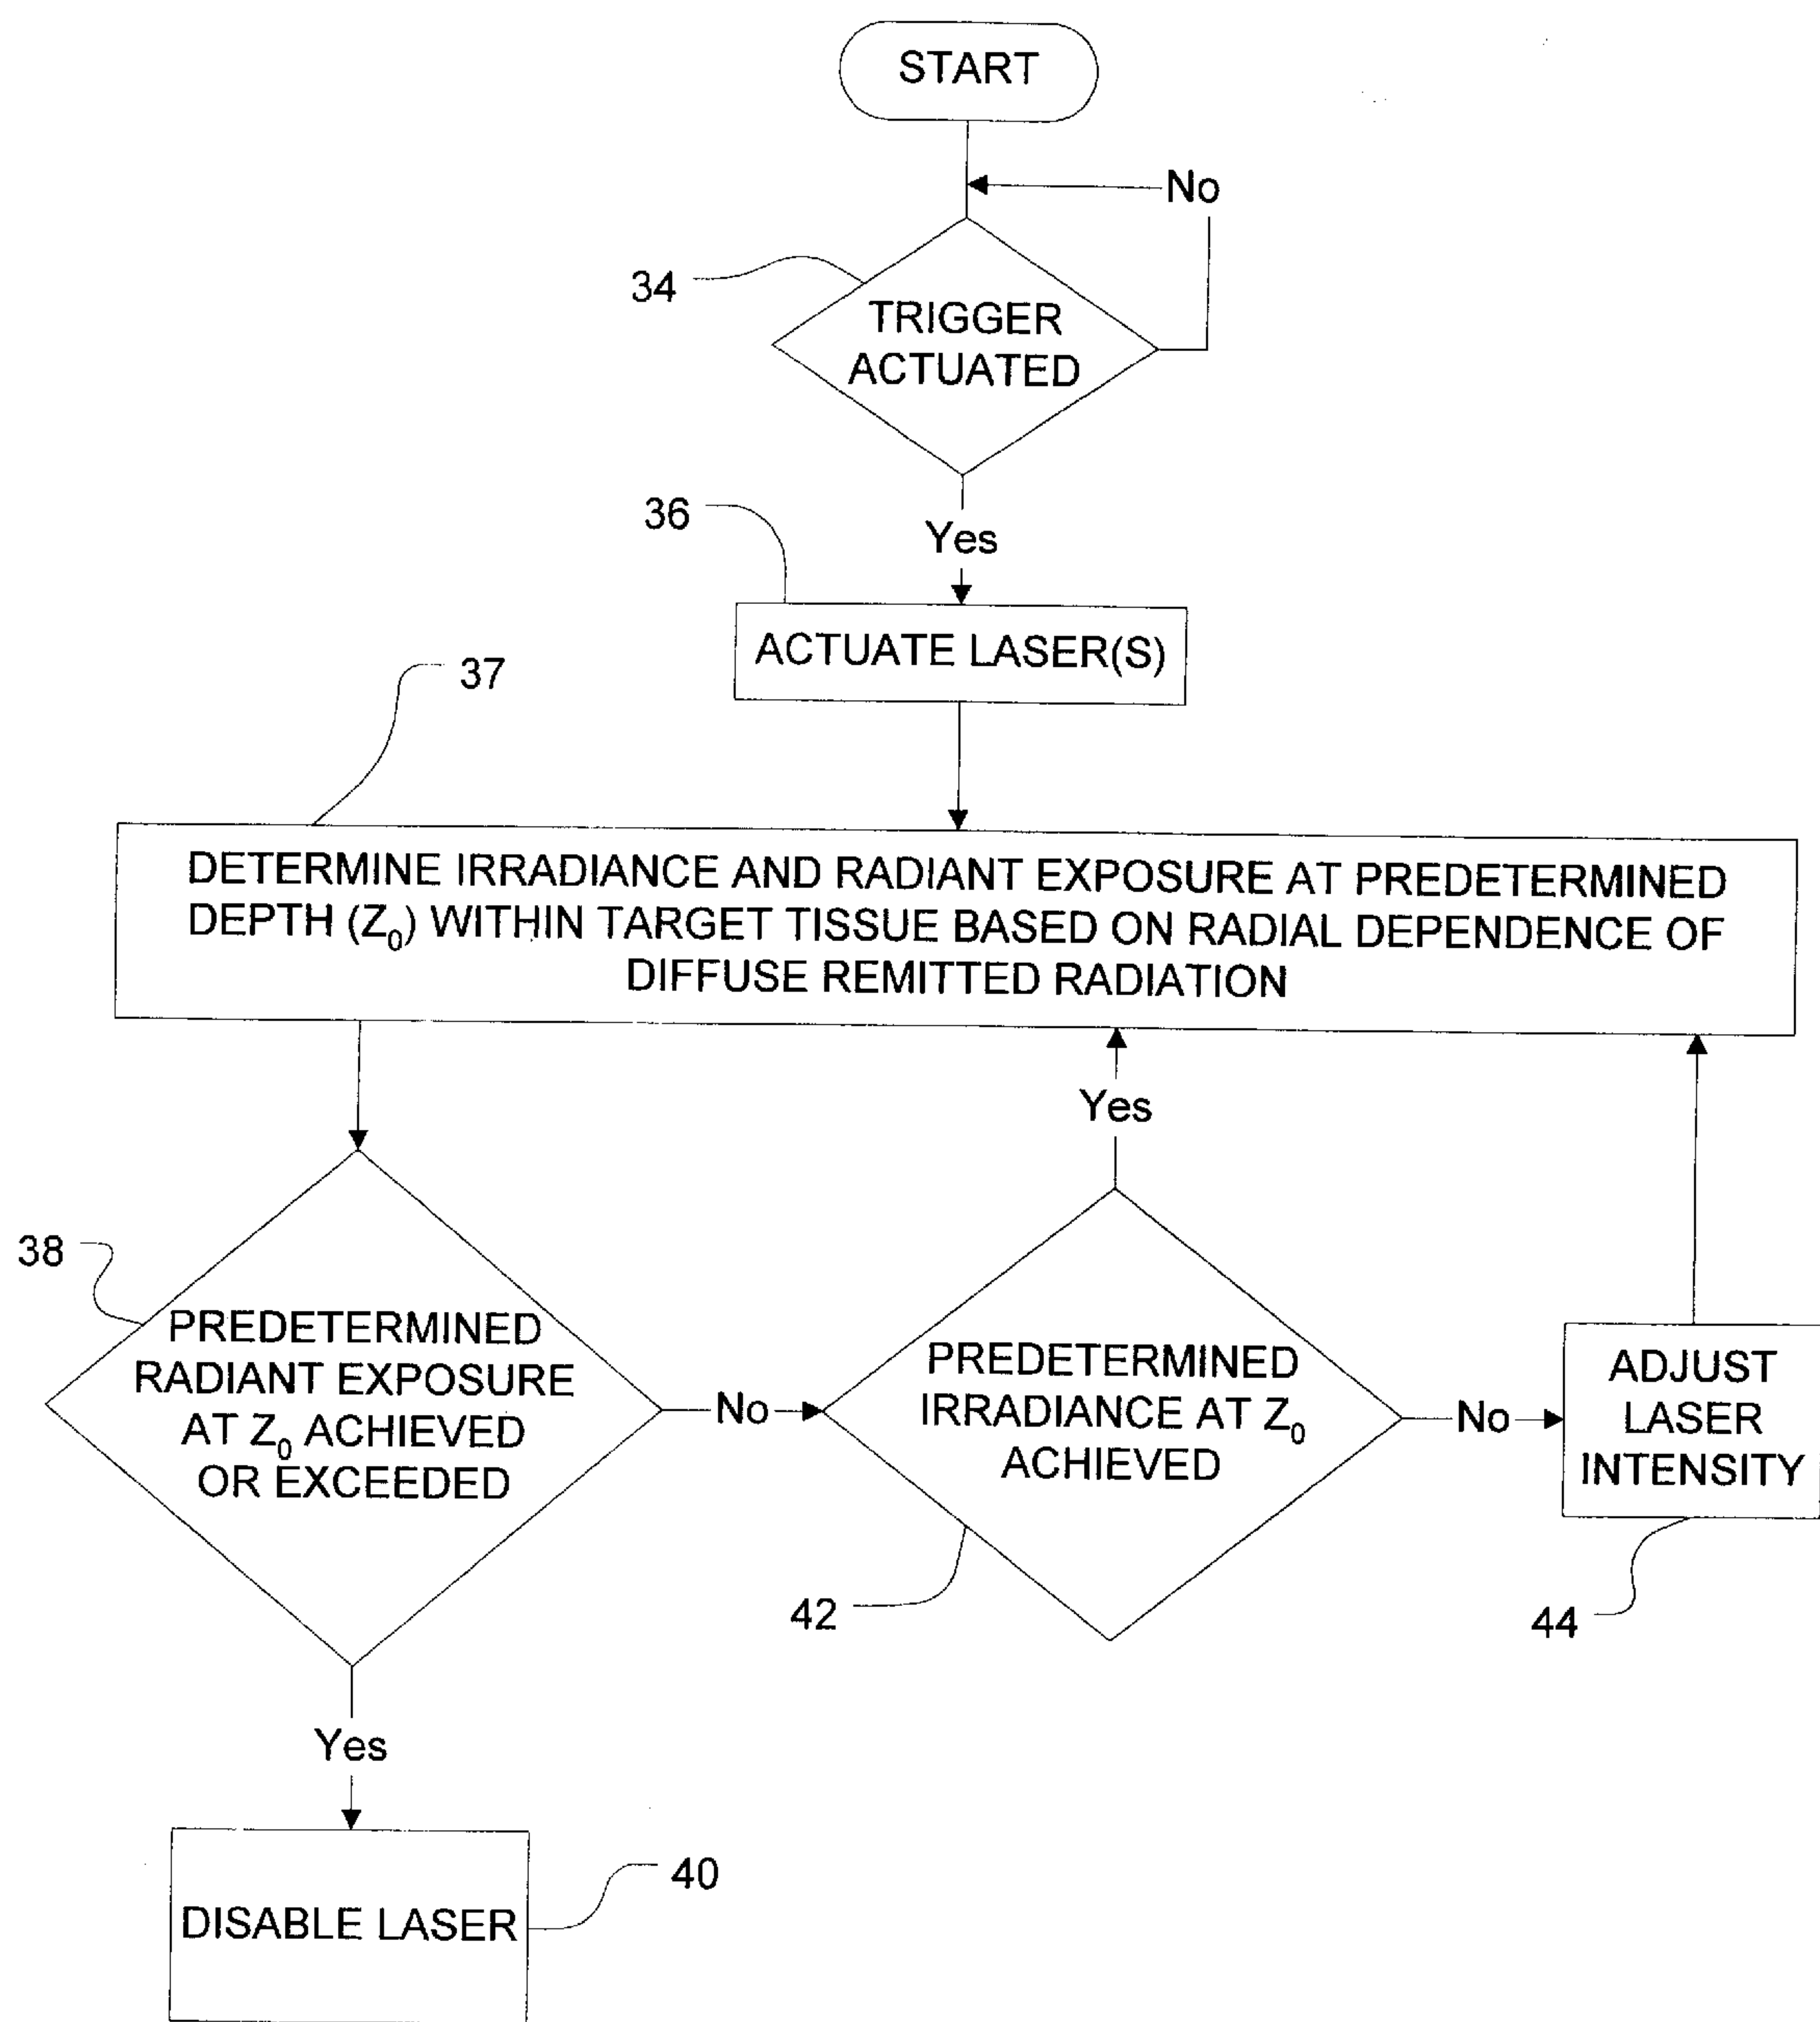 START
No
34
TRIGGER
ACTUATED
Yes
36
ACTUATE LASER(S)
37
DETERMINE IRRADIANCE AND RADIANT EXPOSURE AT PREDETERMINED
DEPTH (Z₀) WITHIN TARGET TISSUE BASED ON RADIAL DEPENDENCE OF
DIFFUSE REMITTED RADIATION
Yes
38
PREDETERMINED
RADIANT EXPOSURE
AT Z₀ ACHIEVED
OR EXCEEDED
No
PREDETERMINED
IRRADIANCE AT Z₀
ACHIEVED
No
ADJUST
LASER
INTENSITY
42
44
Yes
40
DISABLE LASER